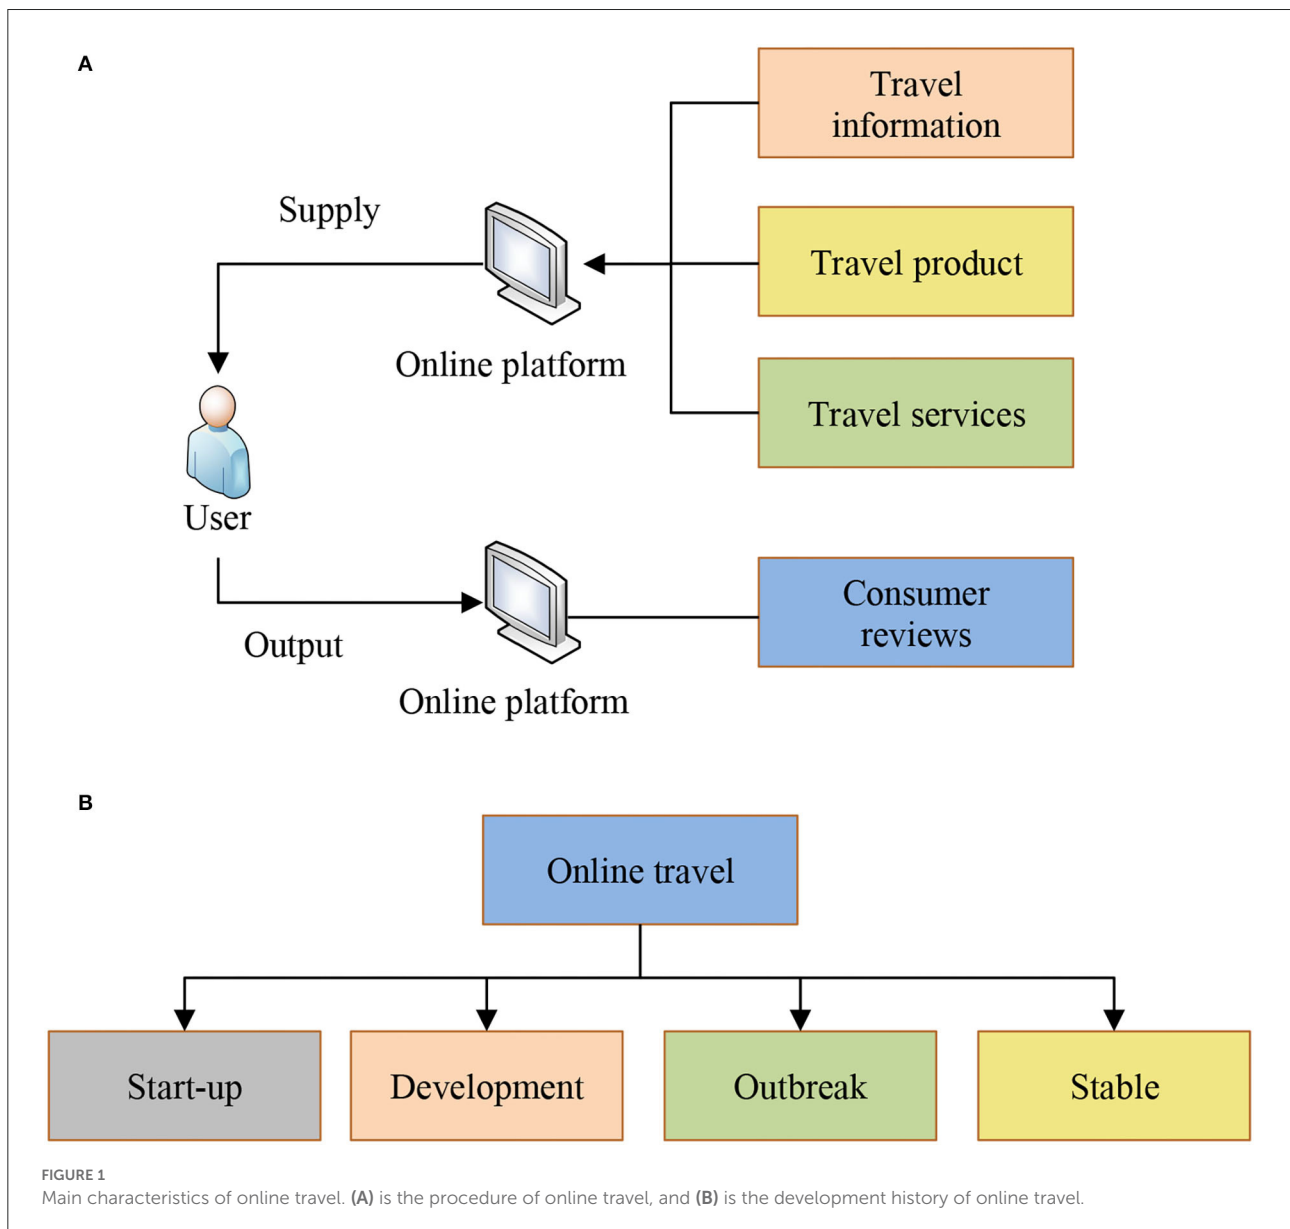 A
Travel
information
Supply
Travel product
Online platform
Travel services
User
Consumer
reviews
Output
Online platform
B
Online travel
Start-up
Development
Outbreak
Stable
FIGURE 1
Main characteristics of online travel. (A) is the procedure of online travel, and (B) is the development history of online travel.